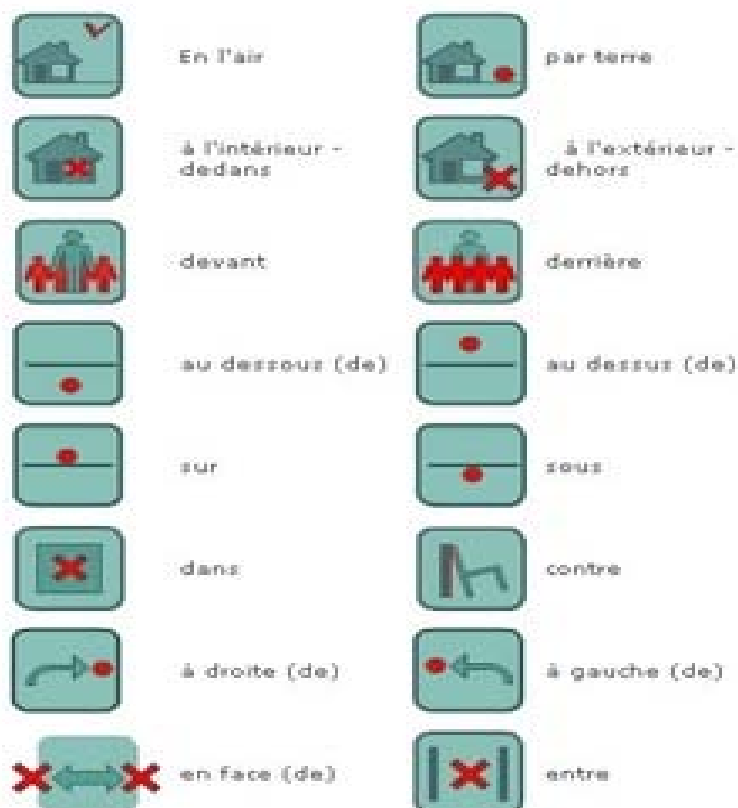 En l'air
par terre
à l'intérieur -
dedans
à l'extérieur -
dehors
devant
derrière
au dessous (de)
au dessus (de)
sur
sous
dans
contre
à droite (de)
à gauche (de)
en face (de)
entre